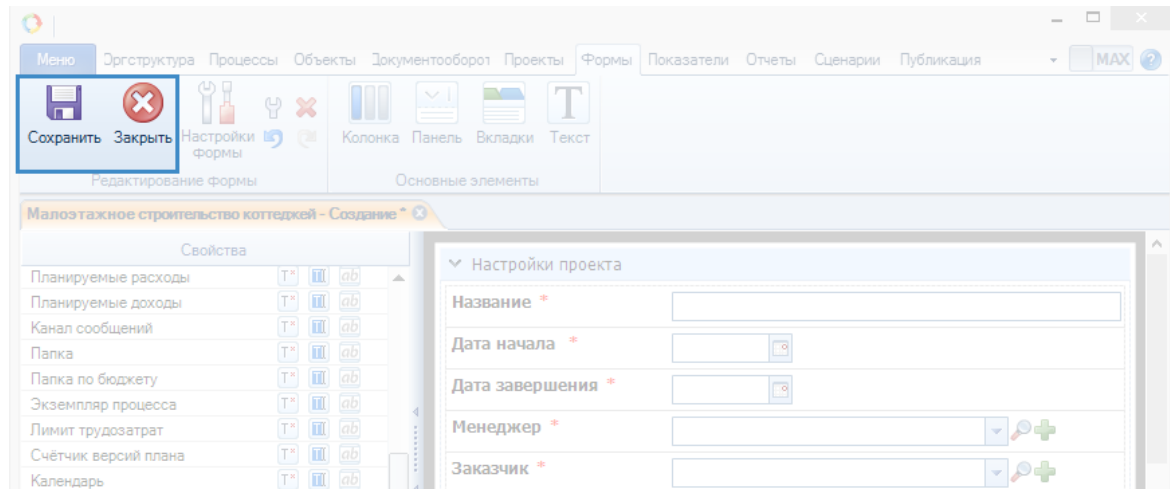 Меню Оргструктура Процессы Объекты Документооборот Проекты Формы Показатели Отчеты Сценарии Публикация MAX ?
Сохранить Закрыть Настройки формы Колонка Панель Вкладки Текст
Редактирование формы Основные элементы
Малоэтажное строительство коттеджей - Создание *
Свойства
Настройки проекта
Планируемые расходы
Планируемые доходы
Название *
Канал сообщений
Дата начала *
Папка
Папка по бюджету
Дата завершения *
Экземпляр процесса
Лимит трудозатрат
Менеджер *
Счётчик версий плана
Заказчик *
Календарь